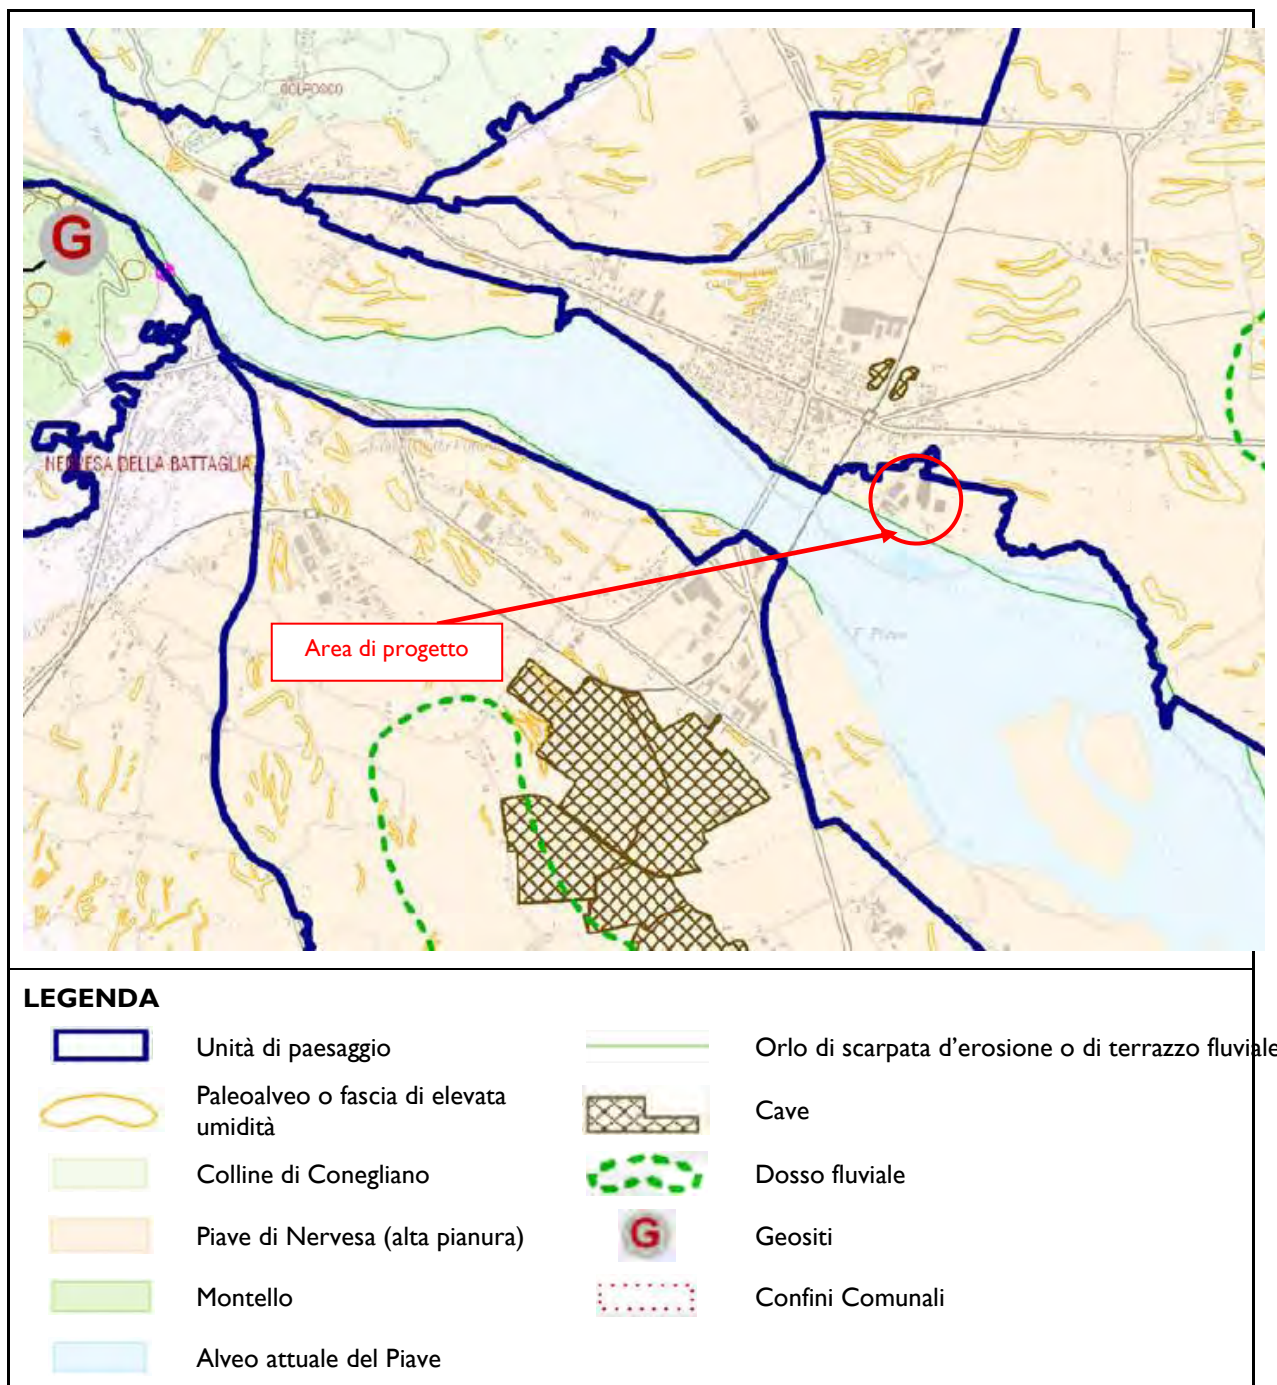 COLFOSCO
G
NERVESA DELLA BATTAGLIA
F. Piave
Area di progetto
LEGENDA
Unità di paesaggio
Orlo di scarpata d'erosione o di terrazzo fluviale
Paleoalveo o fascia di elevata
umidità
Cave
Colline di Conegliano
Dosso fluviale
Piave di Nervesa (alta pianura)
G
Geositi
Montello
Confini Comunali
Alveo attuale del Piave